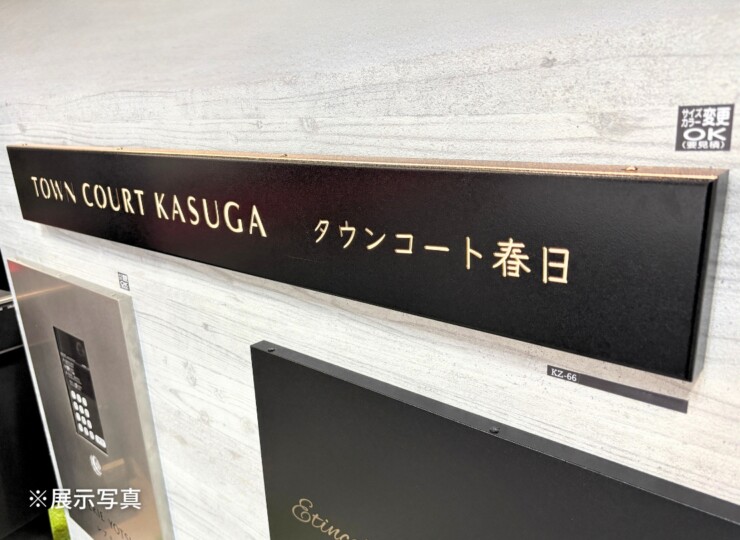 サイズ
カラー変更
OK
(要見積)
TOWN COURT KASUGA タウンコート春日
KZ-66
※展示写真